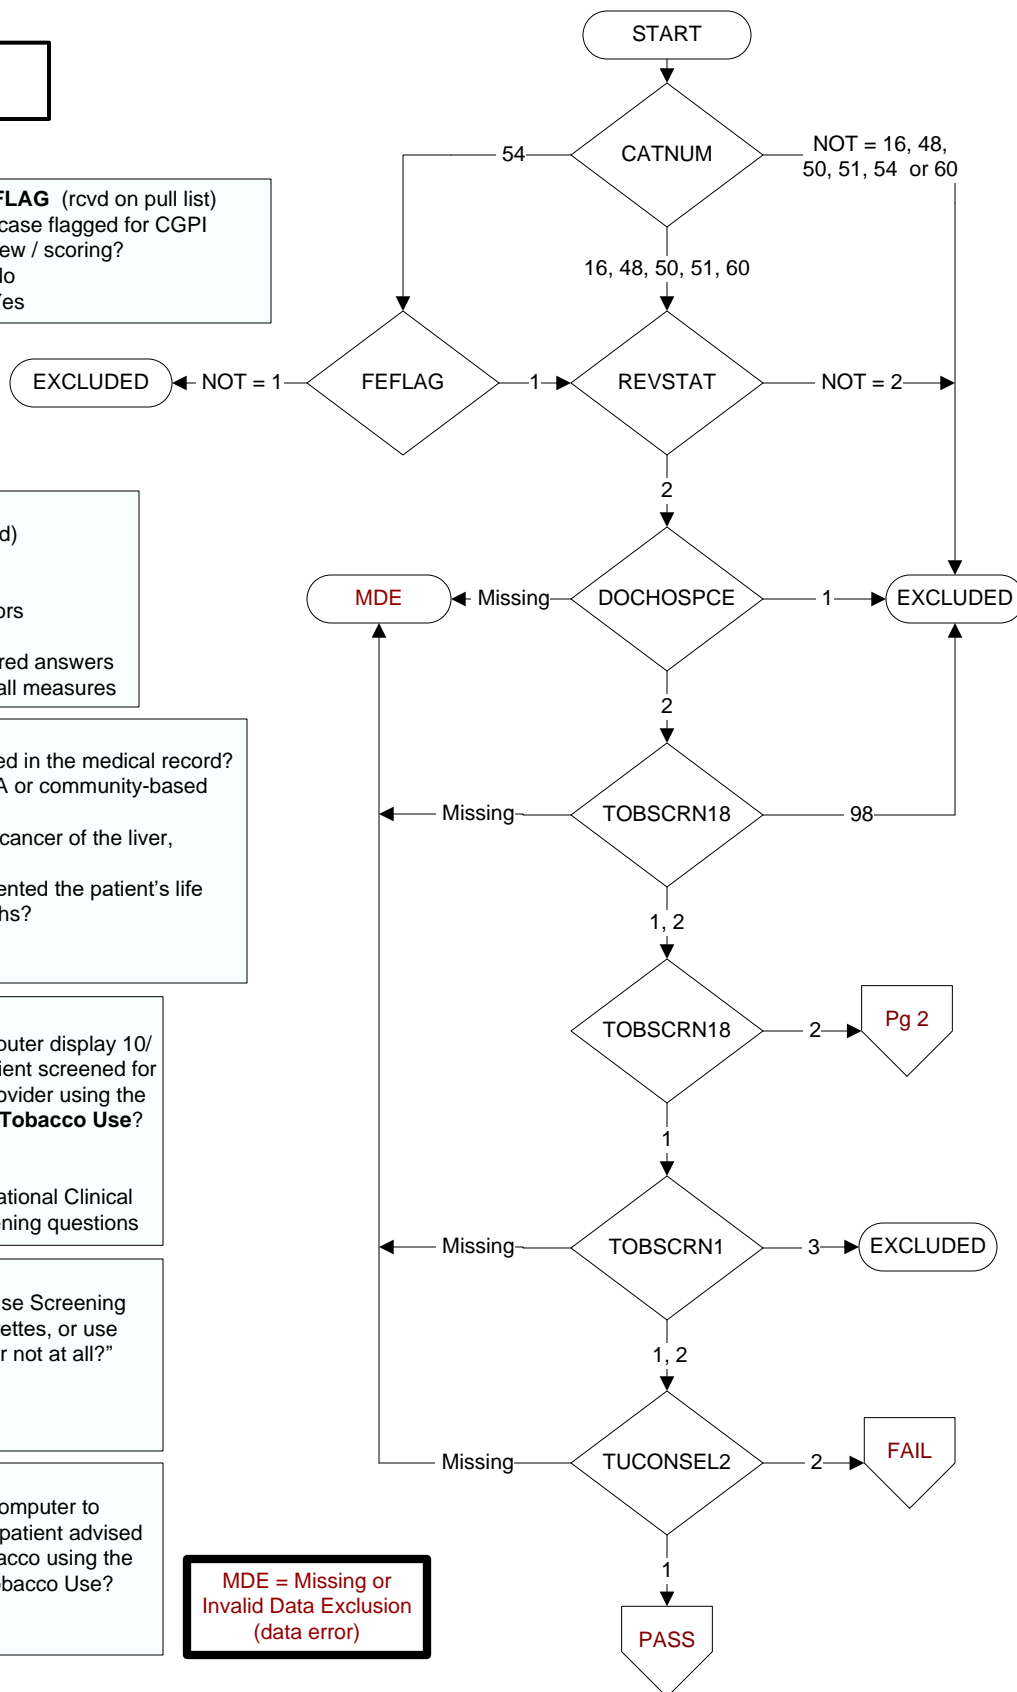 START
CATNUM
54
NOT = 16, 48,
50, 51, 54 or 60
16, 48, 50, 51, 60
FLAG (rcvd on pull list)
case flagged for CGPI
ew / scoring?
lo
Yes
EXCLUDED
NOT = 1
FEFLAG
1
REVSTAT
NOT = 2
2
d)
ors
red answers
all measures
MDE
Missing
DOCHOSPCE
1
EXCLUDED
2
ed in the medical record?
A or community-based
cancer of the liver,
ented the patient's life
hs?
Missing
TOBSCRN18
98
1, 2
TOBSCRN18
2
Pg 2
1
outer display 10/
ient screened for
ovider using the
Tobacco Use?
ational Clinical
ening questions
Missing
TOBSCRN1
3
EXCLUDED
1, 2
se Screening
rettes, or use
r not at all?"
Missing
TUCONSEL2
2
FAIL
1
omputer to
patient advised
acco using the
obacco Use?
MDE = Missing or
Invalid Data Exclusion
(data error)
PASS